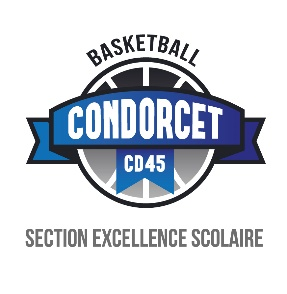 BASKETBALL
CONDORCET
CD45
SECTION EXCELLENCE SCOLAIRE